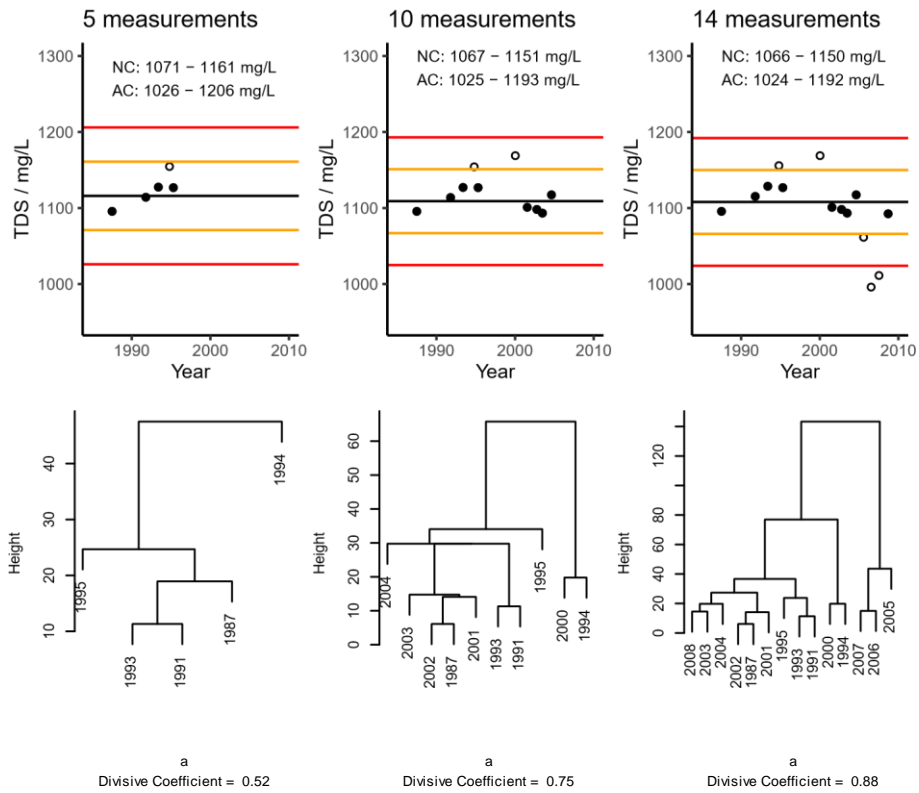 5 measurements
10 measurements
14 measurements
NC: 1071 − 1161 mg/L
AC: 1026 − 1206 mg/L
NC: 1067 − 1151 mg/L
AC: 1025 − 1193 mg/L
NC: 1066 − 1150 mg/L
AC: 1024 − 1192 mg/L
TDS / mg/L
1300
1200
1100
1000
1990
2000
2010
Year
TDS / mg/L
1300
1200
1100
1000
1990
2000
2010
Year
TDS / mg/L
1300
1200
1100
1000
1990
2000
2010
Year
Height
40
30
20
10
1995
1993
1991
1987
1994
Height
60
50
40
30
20
10
0
2004
2003
2002
1987
2001
1993
1991
1995
2000
1994
Height
120
80
60
40
20
0
2008
2003
2004
2002
1987
2001
1995
1993
1991
2000
1994
2007
2006
2005
a
Divisive Coefficient = 0.52
a
Divisive Coefficient = 0.75
a
Divisive Coefficient = 0.88